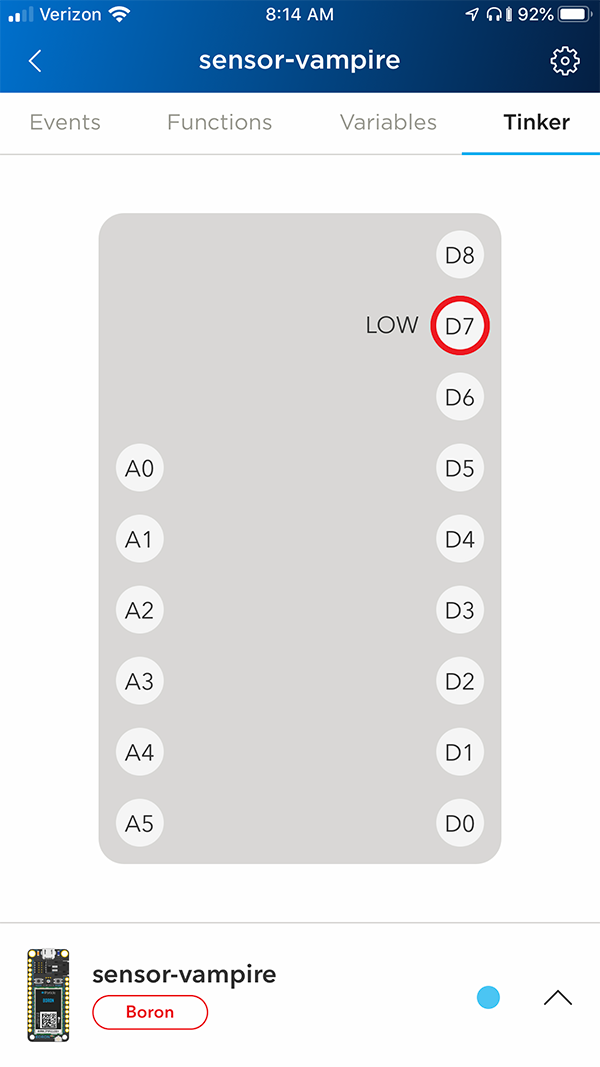 Verizon 8:14 AM 92%
sensor-vampire
Events Functions Variables Tinker
D8
LOW D7
D6
A0 D5
A1 D4
A2 D3
A3 D2
A4 D1
A5 D0
sensor-vampire
Boron